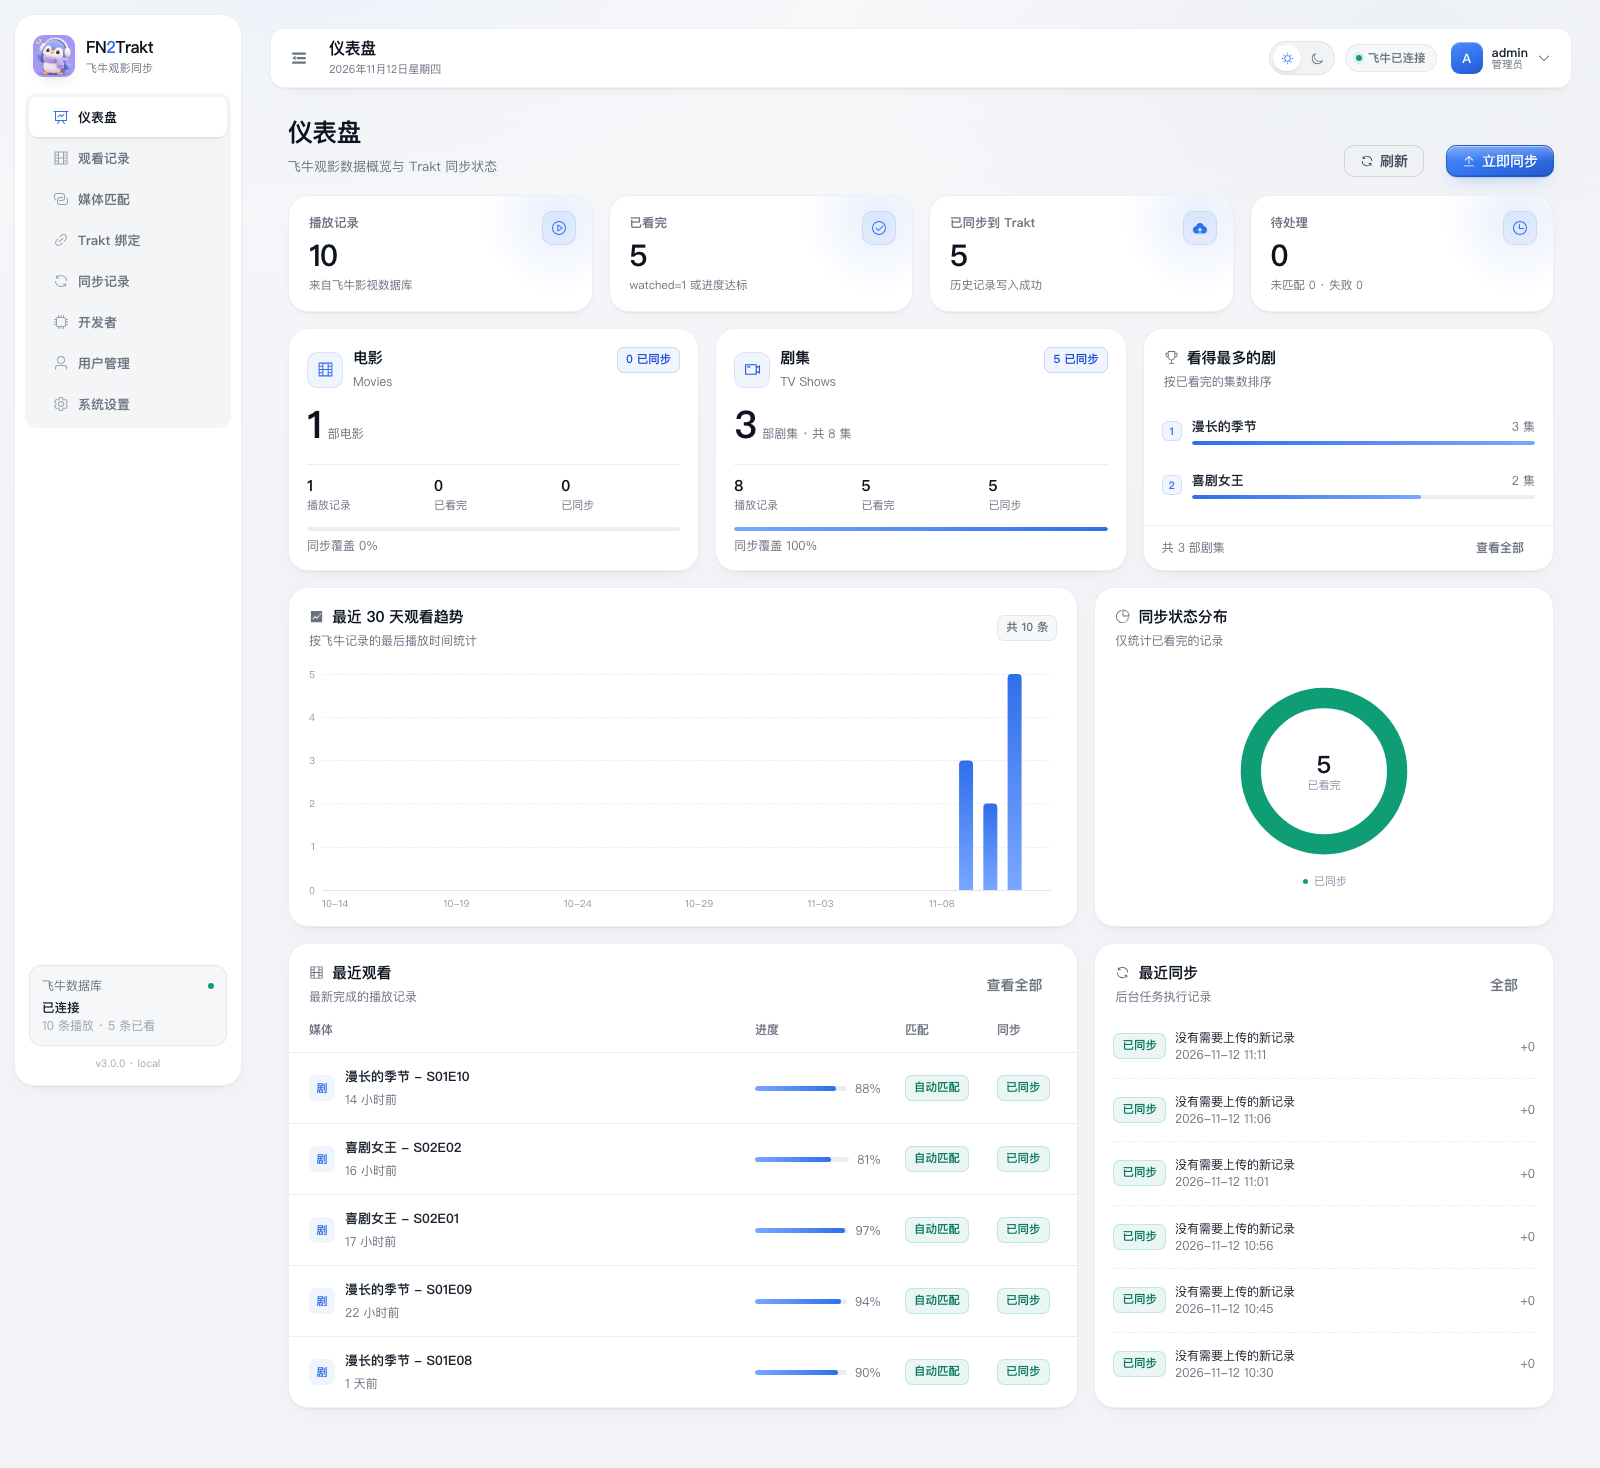 FN2Trakt
飞牛观影同步
仪表盘
观看记录
媒体匹配
Trakt 绑定
同步记录
开发者
用户管理
系统设置
飞牛数据库
已连接
10 条播放 · 5 条已看
v3.0.0 · local
仪表盘
2026年11月12日星期四
飞牛已连接
A
admin
管理员
仪表盘
飞牛观影数据概览与 Trakt 同步状态
刷新
立即同步
播放记录
10
来自飞牛影视数据库
已看完
5
watched=1 或进度达标
已同步到 Trakt
5
历史记录写入成功
待处理
0
未匹配 0 · 失败 0
电影
Movies
0 已同步
1 部电影
1 0 0
播放记录 已看完 已同步
同步覆盖 0%
剧集
TV Shows
5 已同步
3 部剧集 · 共 8 集
8 5 5
播放记录 已看完 已同步
同步覆盖 100%
看得最多的剧
按已看完的集数排序
1 漫长的季节 3 集
2 喜剧女王 2 集
共 3 部剧集 查看全部
最近 30 天观看趋势
按飞牛记录的最后播放时间统计
共 10 条
5
4
3
2
1
0
10-14 10-19 10-24 10-29 11-03 11-08
同步状态分布
仅统计已看完的记录
5
已看完
已同步
最近观看
最新完成的播放记录
查看全部
媒体 进度 匹配 同步
剧 漫长的季节 – S01E10 88% 自动匹配 已同步
14 小时前
剧 喜剧女王 – S02E02 81% 自动匹配 已同步
16 小时前
剧 喜剧女王 – S02E01 97% 自动匹配 已同步
17 小时前
剧 漫长的季节 – S01E09 94% 自动匹配 已同步
22 小时前
剧 漫长的季节 – S01E08 90% 自动匹配 已同步
1 天前
最近同步
后台任务执行记录
全部
已同步 没有需要上传的新记录 +0
2026-11-12 11:11
已同步 没有需要上传的新记录 +0
2026-11-12 11:06
已同步 没有需要上传的新记录 +0
2026-11-12 11:01
已同步 没有需要上传的新记录 +0
2026-11-12 10:56
已同步 没有需要上传的新记录 +0
2026-11-12 10:45
已同步 没有需要上传的新记录 +0
2026-11-12 10:30